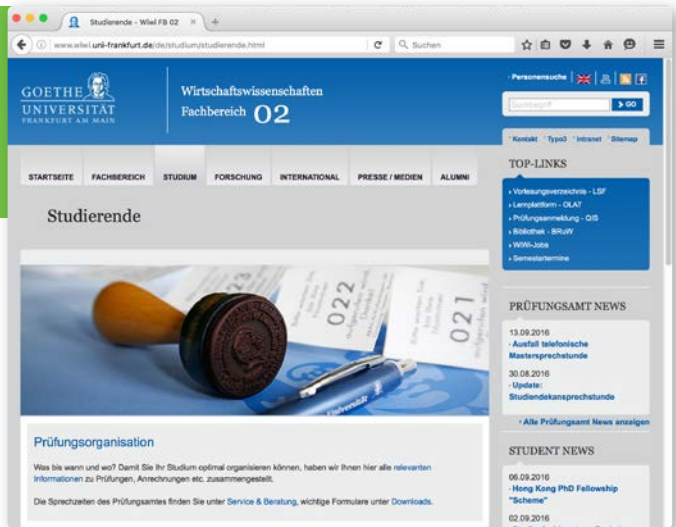 Studierende - Wiwi FB 02
www.wiwi.uni-frankfurt.de/de/studium/studierende.html
Suchen
GOETHE
UNIVERSITÄT
FRANKFURT AM MAIN
Wirtschaftswissenschaften
Fachbereich 02
Personensuche
Suchbegriff
GO
Kontakt Typo3 Intranet Sitemap
STARTSEITE FACHBEREICH STUDIUM FORSCHUNG INTERNATIONAL PRESSE / MEDIEN ALUMNI
Studierende
022
021
Universität
Prüfungsorganisation
Was bis wann und wo? Damit Sie Ihr Studium optimal organisieren können, haben wir Ihnen hier alle relevanten
Informationen zu Prüfungen, Anrechnungen etc. zusammengestellt.
Die Sprechzeiten des Prüfungsamtes finden Sie unter Service & Beratung, wichtige Formulare unter Downloads.
TOP-LINKS
Vorlesungsverzeichnis - LSF
Lernplattform - OLAT
Prüfungsanmeldung - QIS
Bibliothek - BRuW
WiWi-Jobs
Semestertermine
PRÜFUNGSAMT NEWS
13.09.2016
Ausfall telefonische
Mastersprechstunde
30.08.2016
Update:
Studiendekansprechstunde
Alle Prüfungsamt News anzeigen
STUDENT NEWS
06.09.2016
Hong Kong PhD Fellowship
"Scheme"
02.09.2016